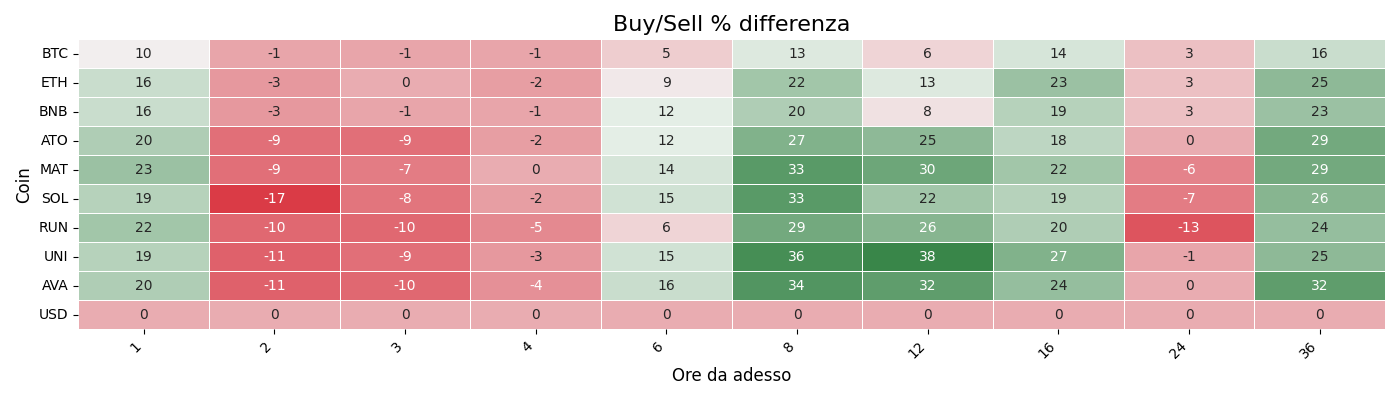 Buy/Sell % differenza
BTC 10 -1 -1 -1 5 13 6 14 3 16
ETH 16 -3 0 -2 9 22 13 23 3 25
BNB 16 -3 -1 -1 12 20 8 19 3 23
ATO 20 -9 -9 -2 12 27 25 18 0 29
MAT 23 -9 -7 0 14 33 30 22 -6 29
SOL 19 -17 -8 -2 15 33 22 19 -7 26
RUN 22 -10 -10 -5 6 29 26 20 -13 24
UNI 19 -11 -9 -3 15 36 38 27 -1 25
AVA 20 -11 -10 -4 16 34 32 24 0 32
USD 0 0 0 0 0 0 0 0 0 0
Coin
1 2 3 4 6 8 12 16 24 36
Ore da adesso